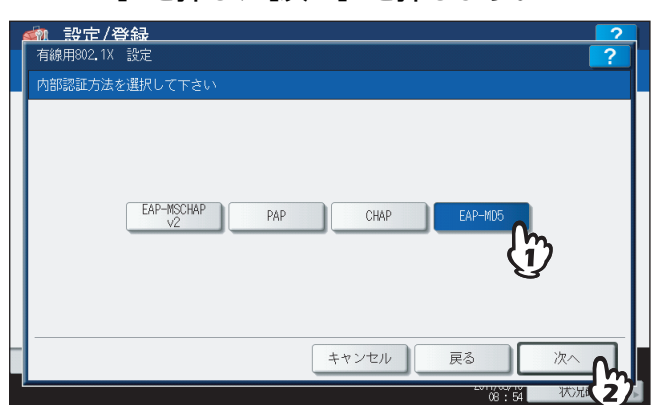 設定/登録
?
有線用802.1X 設定
?
内部認証方法を選択して下さい
EAP-MSCHAP
v2
PAP
CHAP
EAP-MD5
1
キャンセル
戻る
次へ
2
08:54